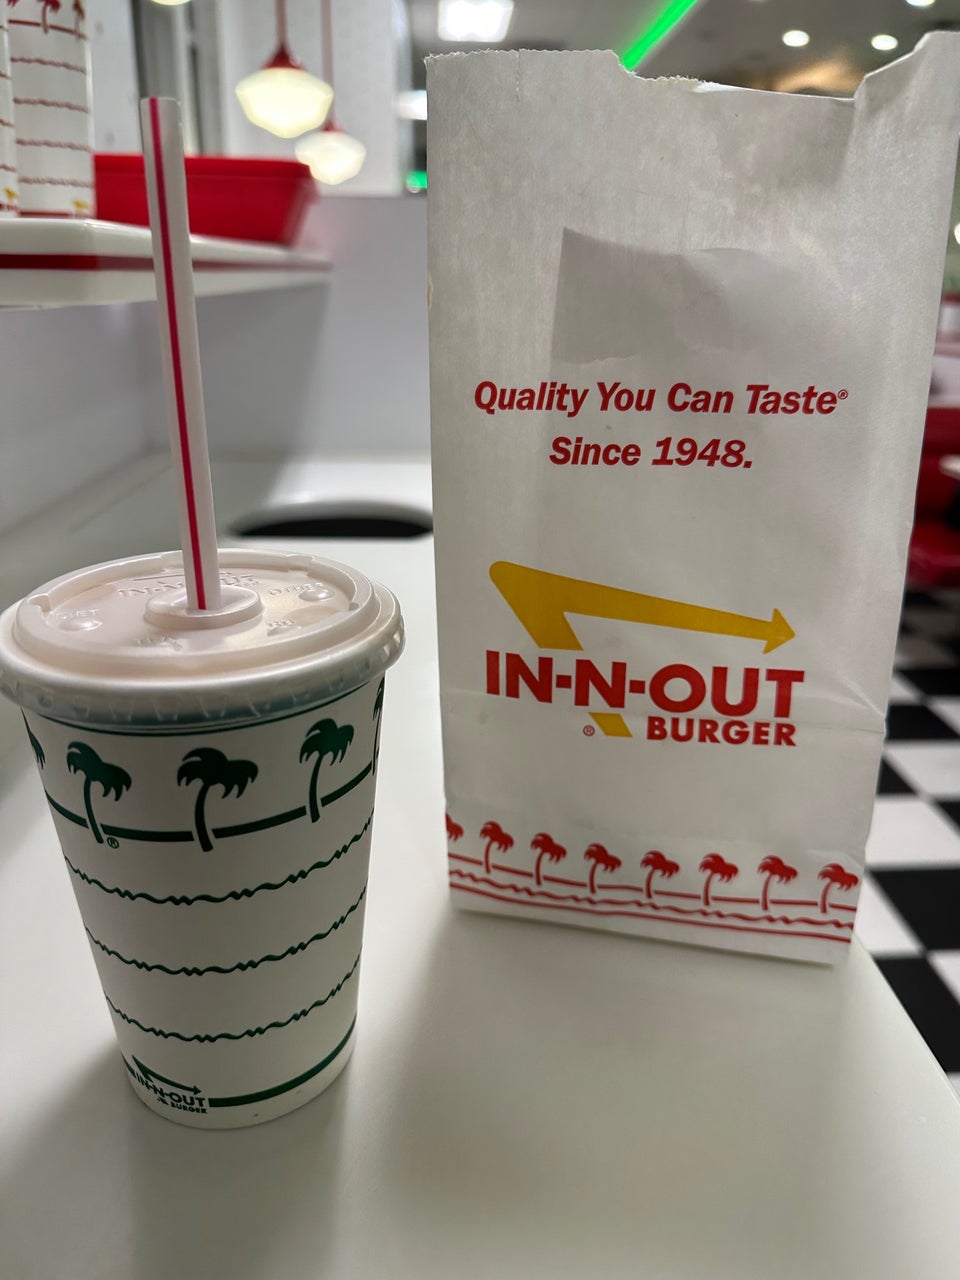 Quality You Can Taste®
Since 1948.
IN-N-OUT
® BURGER
®
IN-N-OUT
BURGER